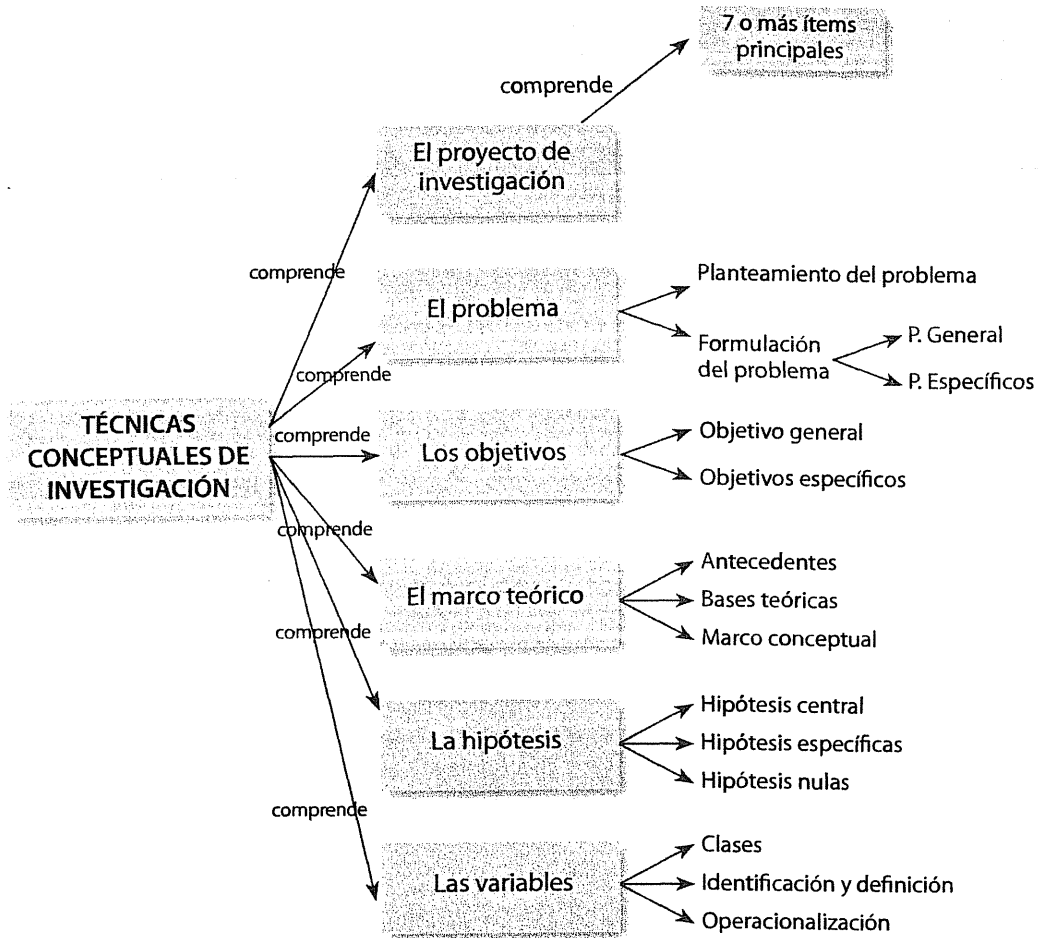 7 o más ítems
principales
comprende
El proyecto de
investigación
comprende
El problema
Planteamiento del problema
Formulación
del problema
P. General
P. Específicos
comprende
TÉCNICAS
CONCEPTUALES DE
INVESTIGACIÓN
comprende
Los objetivos
Objetivo general
Objetivos específicos
comprende
El marco teórico
Antecedentes
Bases teóricas
Marco conceptual
comprende
La hipótesis
Hipótesis central
Hipótesis específicas
Hipótesis nulas
comprende
Las variables
Clases
Identificación y definición
Operacionalización